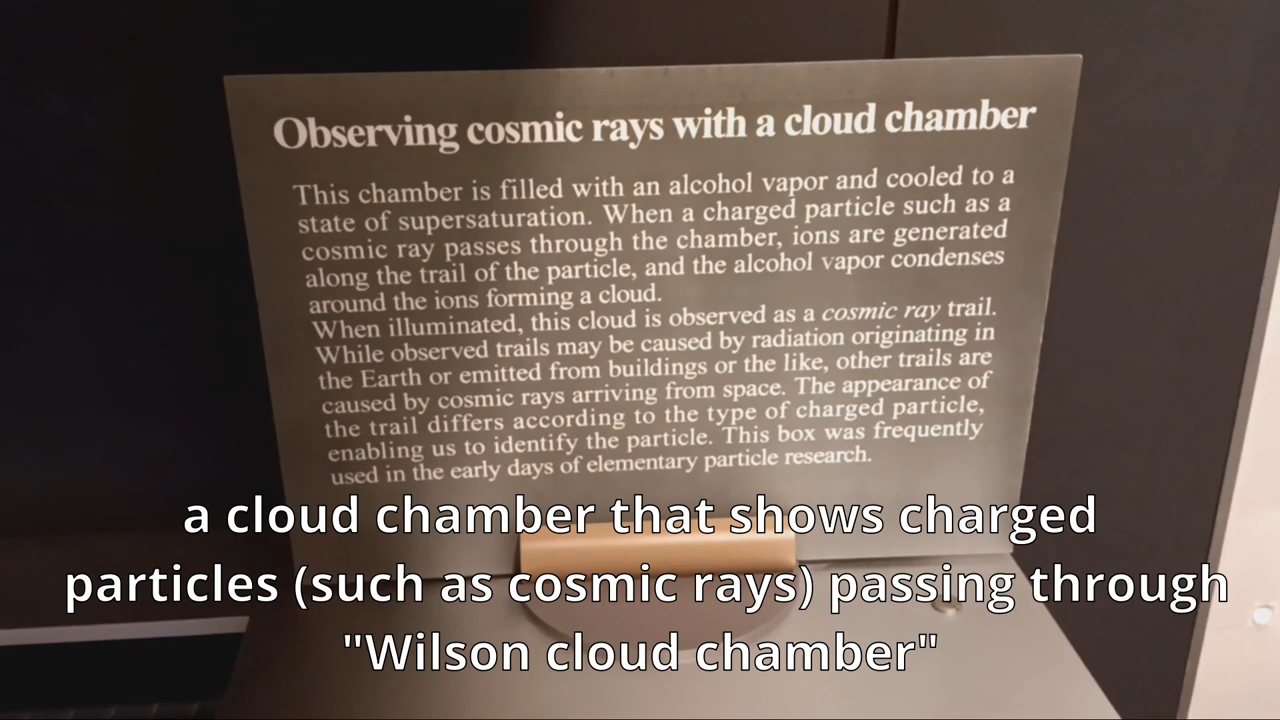 Observing cosmic rays with a cloud chamber
This chamber is filled with an alcohol vapor and cooled to a
state of supersaturation. When a charged particle such as a
cosmic ray passes through the chamber, ions are generated
along the trail of the particle, and the alcohol vapor condenses
around the ions forming a cloud.
When illuminated, this cloud is observed as a cosmic ray trail.
While observed trails may be caused by radiation originating in
the Earth or emitted from buildings or the like, other trails are
caused by cosmic rays arriving from space. The appearance of
the trail differs according to the type of charged particle,
enabling us to identify the particle. This box was frequently
used in the early days of elementary particle research.
a cloud chamber that shows charged
particles (such as cosmic rays) passing through
"Wilson cloud chamber"